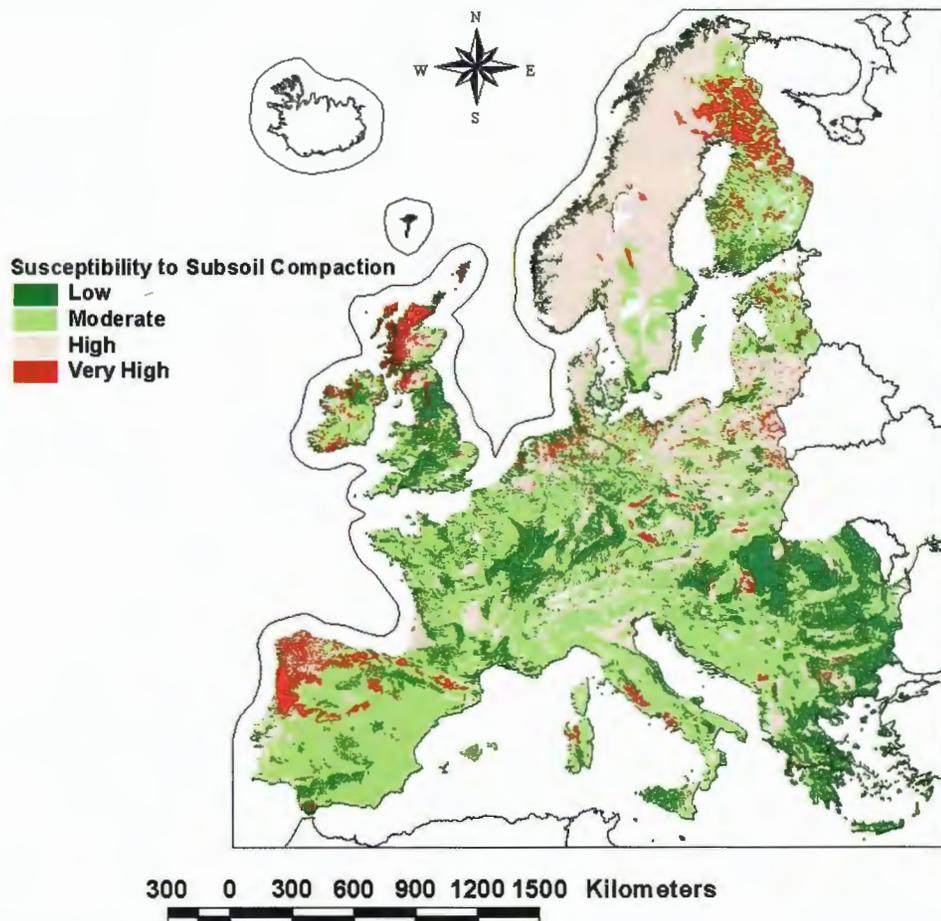 N
W E
S
Susceptibility to Subsoil Compaction
Low
Moderate
High
Very High
300 0 300 600 900 1200 1500 Kilometers